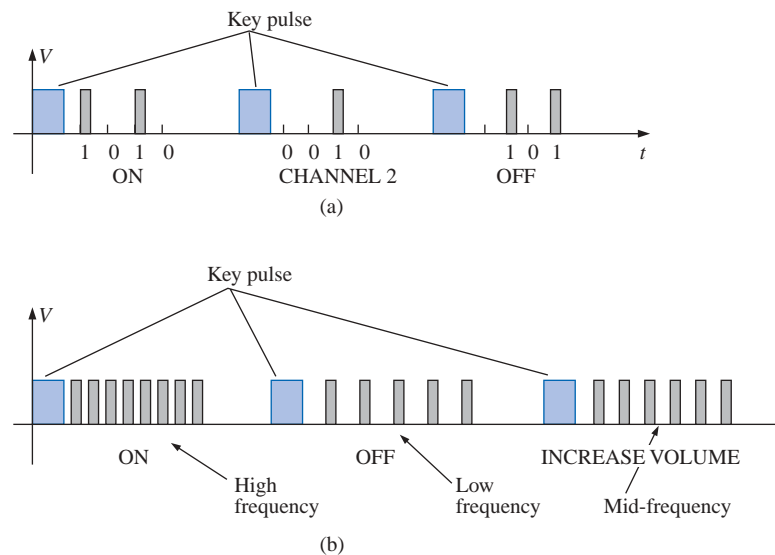 Key pulse
V
1 0 1 0 0 0 1 0 1 0 1 t
ON CHANNEL 2 OFF
(a)
Key pulse
V
ON OFF INCREASE VOLUME
High frequency
Low frequency
Mid-frequency
(b)